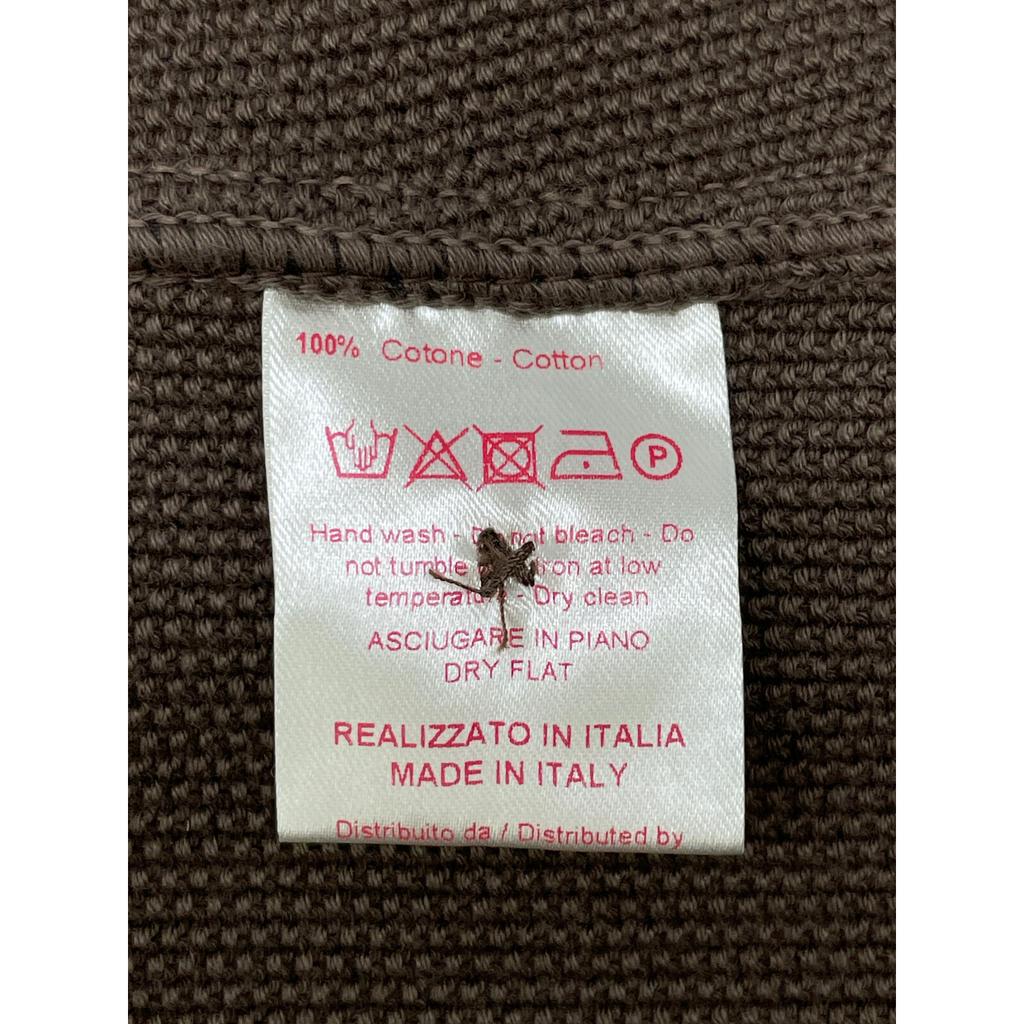 100% Cotone - Cotton
P
Hand wash - not bleach - Do
not tumble on at low
- Dry clean
ASCIUGARE IN PIANO
DRY FLAT
REALIZZATO IN ITALIA
MADE IN ITALY
Distribuito da / Distributed by